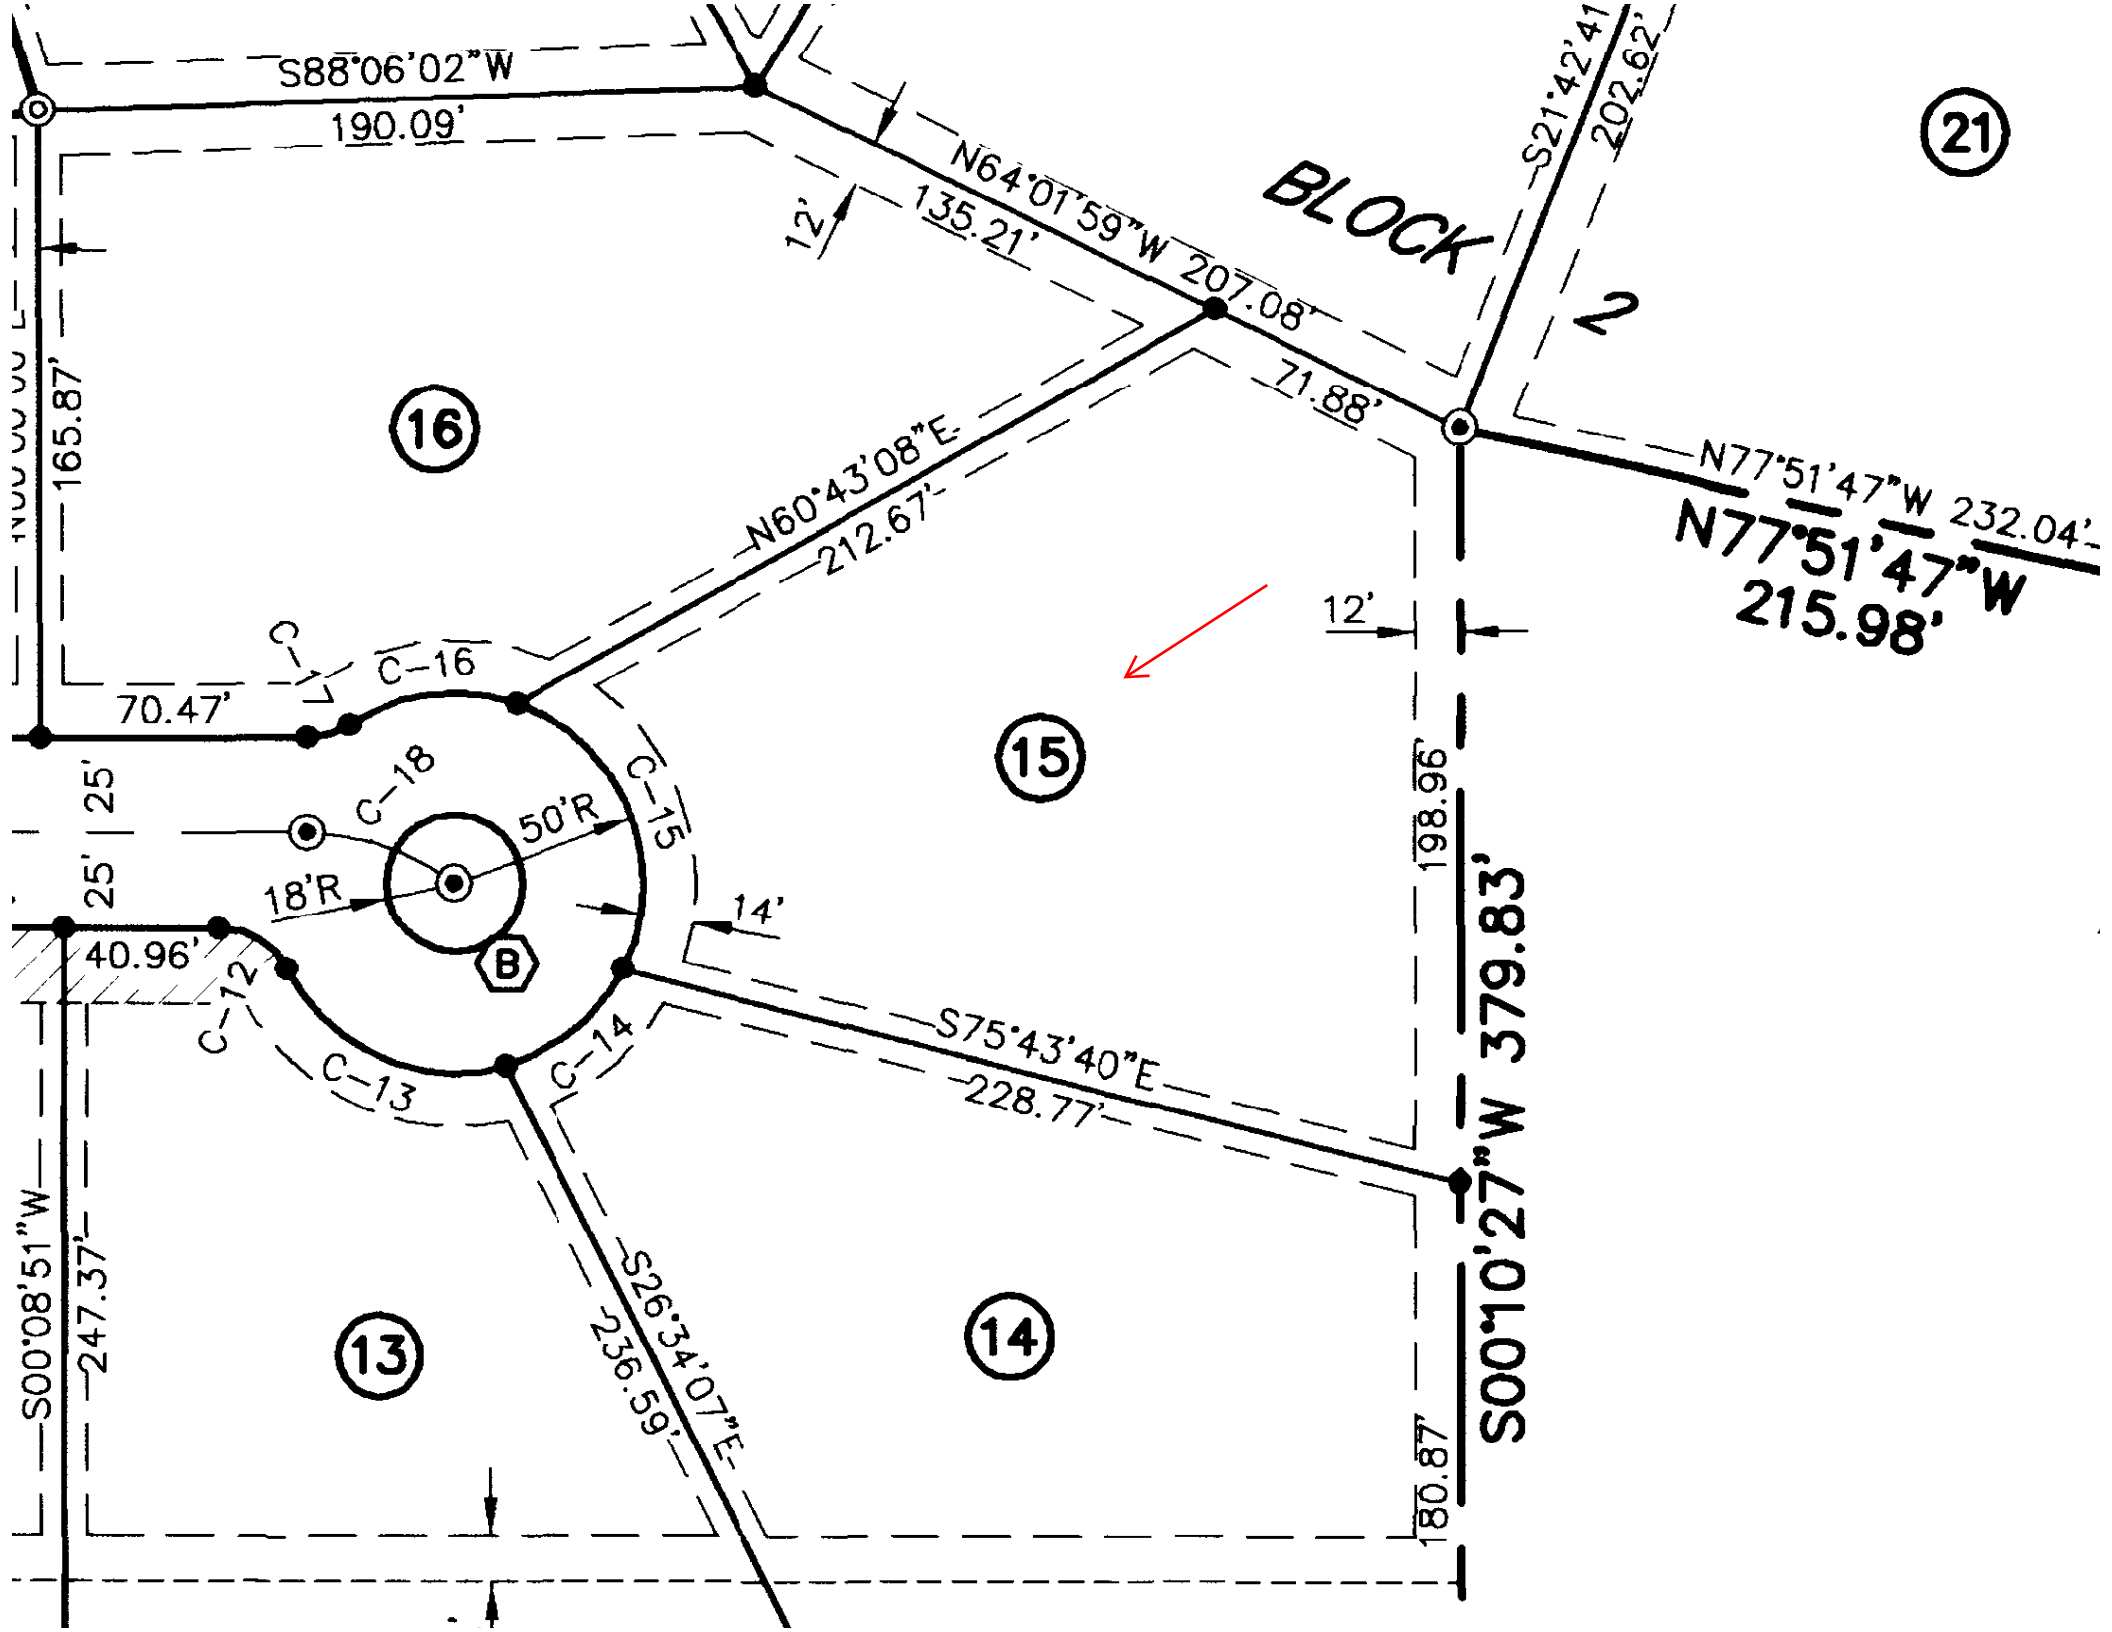 S88°06'02"W
190.09'
N64°01'59"W 207.08'
135.21'
12'
BLOCK
2
S21°42'41
202.62'
21
71.88'
165.87'
16
N60°43'08"E
212.67'
N77°51'47"W 232.04'
N77°51'47"W
215.98'
12'
C-17
C-16
70.47'
C-18
C-15
15
198.96'
25'
25'
50'R
18'R
14'
B
40.96'
C-12
C-13
C-14
S75°43'40"E
228.77'
S00°10'27"W 379.83'
S00°08'51"W
247.37'
13
S26°34'07"E
236.59'
14
180.87'